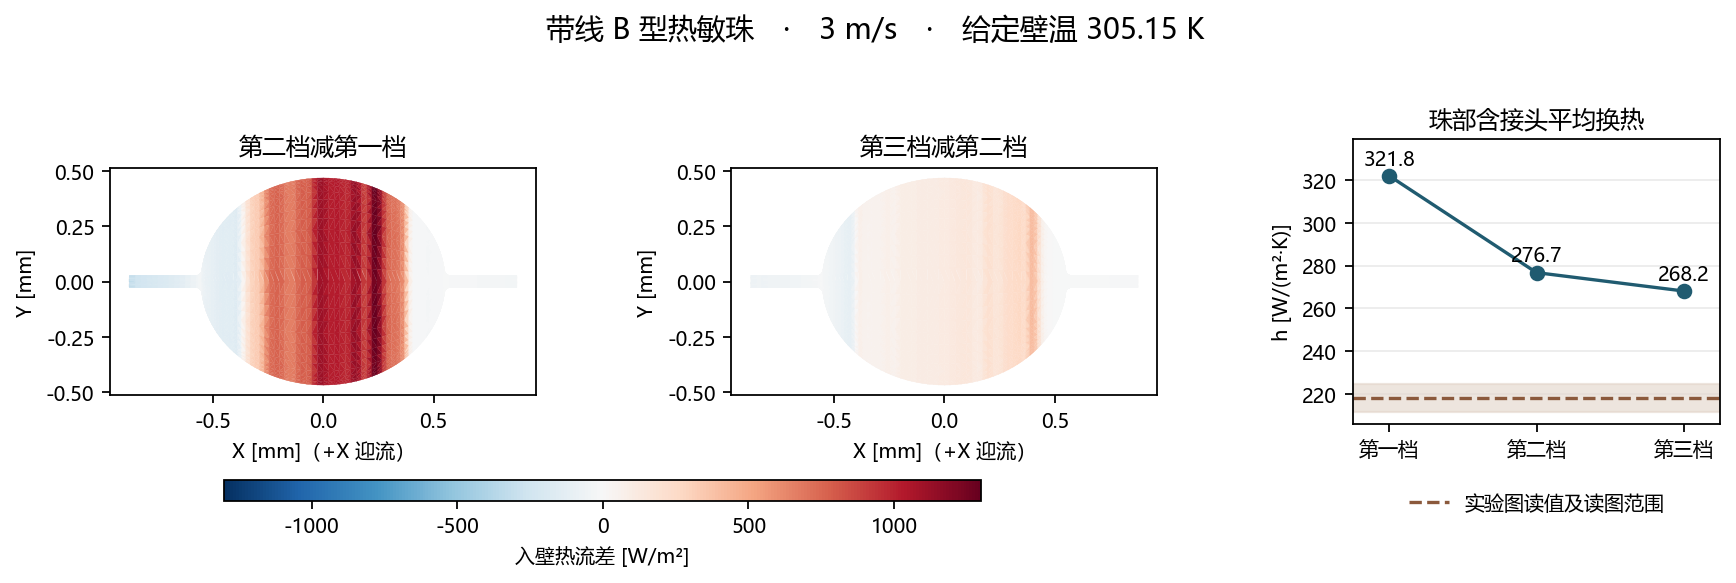 带线 B 型热敏珠 · 3 m/s · 给定壁温 305.15 K
第二档减第一档
0.50
0.25
0.00
-0.25
-0.50
Y [mm]
-0.5
0.0
0.5
X [mm]（+X 迎流）
第三档减第二档
0.50
0.25
0.00
-0.25
-0.50
Y [mm]
-0.5
0.0
0.5
X [mm]（+X 迎流）
-1000
-500
0
500
1000
入壁热流差 [W/m²]
珠部含接头平均换热
321.8
276.7
268.2
320
300
280
260
240
220
h [W/(m²·K)]
第一档
第二档
第三档
实验图读值及读图范围